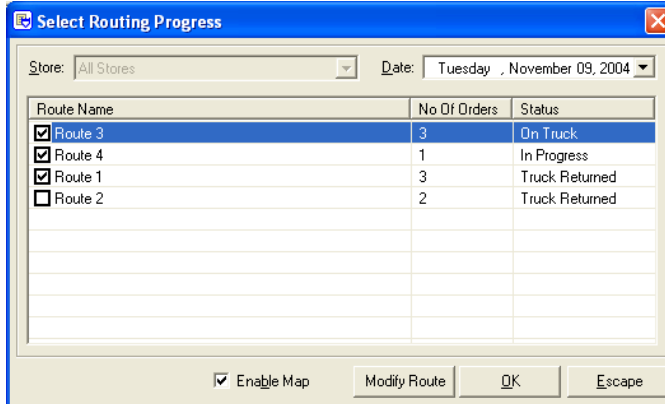 Select Routing Progress
Store: All Stores Date: Tuesday , November 09, 2004
Route Name No Of Orders Status
Route 3 3 On Truck
Route 4 1 In Progress
Route 1 3 Truck Returned
Route 2 2 Truck Returned
Enable Map Modify Route OK Escape